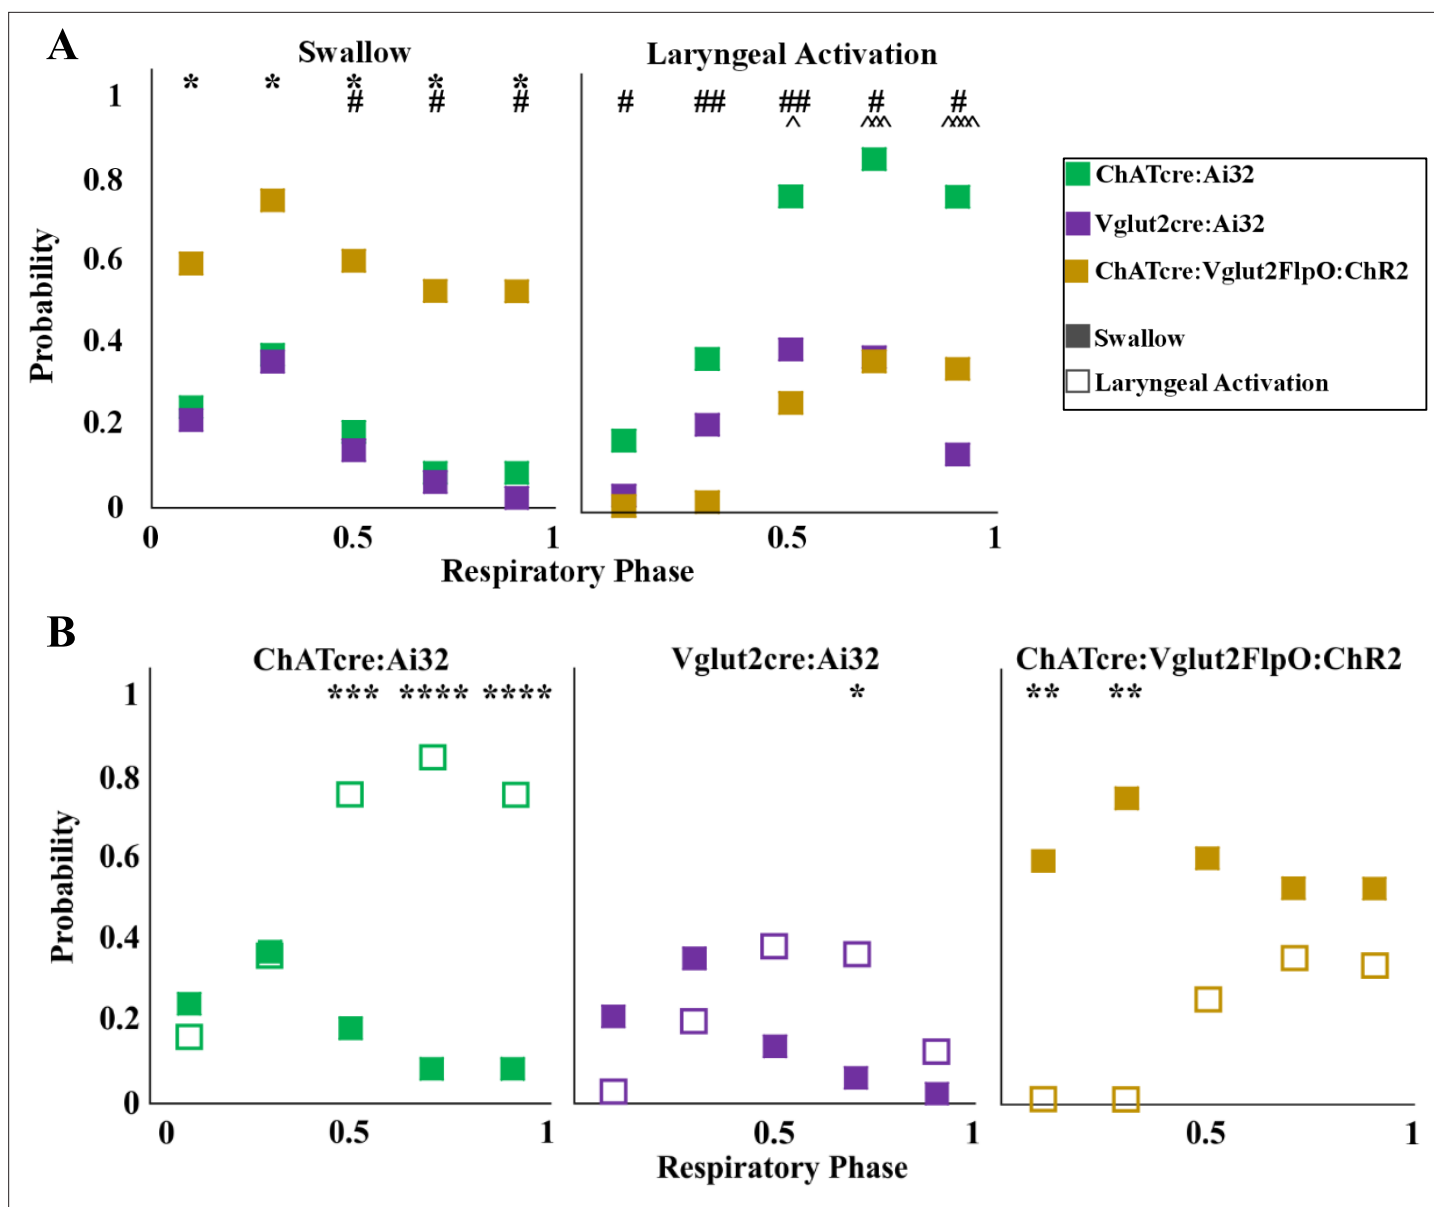 A
Swallow
Laryngeal Activation
* * * * *
# # #
# ## ## # #
^ ^^^ ^^^^
1
0.8
0.6
0.4
0.2
0
Probability
0 0.5 1
0.5 1
Respiratory Phase
ChATcre:Ai32
Vglut2cre:Ai32
ChATcre:Vglut2FlpO:ChR2
Swallow
Laryngeal Activation
B
ChATcre:Ai32
Vglut2cre:Ai32
ChATcre:Vglut2FlpO:ChR2
*** **** ****
*
** **
1
0.8
0.6
0.4
0.2
0
Probability
0 0.5 1
0.5 1
0.5 1
Respiratory Phase